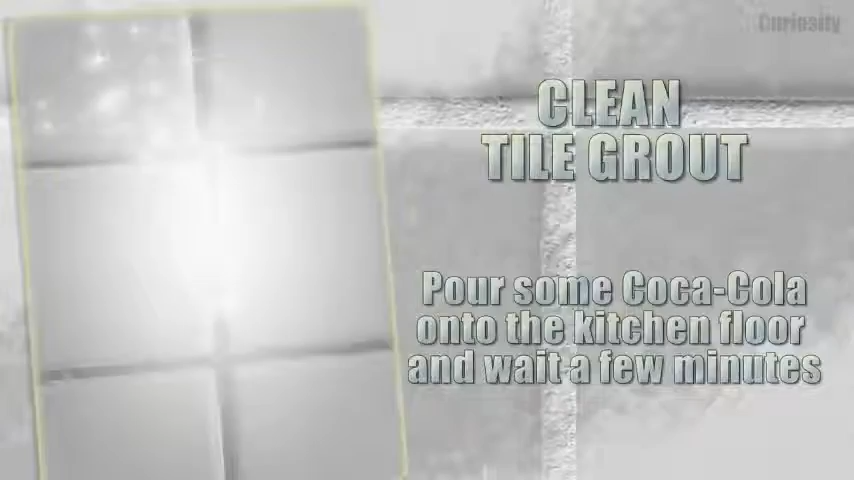 Curiosity
CLEAN
TILE GROUT
Pour some Coca-Cola
onto the kitchen floor
and wait a few minutes